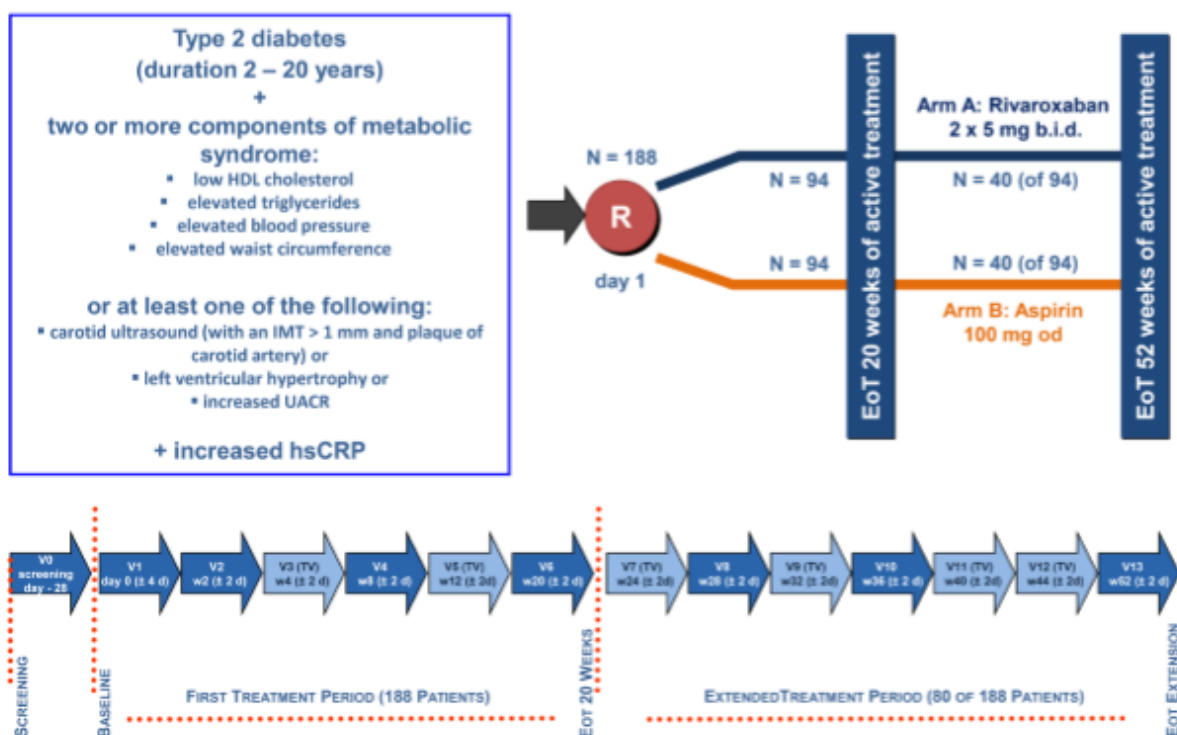 Type 2 diabetes
(duration 2 – 20 years)
+
two or more components of metabolic
syndrome:
▪ low HDL cholesterol
▪ elevated triglycerides
▪ elevated blood pressure
▪ elevated waist circumference
or at least one of the following:
▪ carotid ultrasound (with an IMT > 1 mm and plaque of
carotid artery) or
▪ left ventricular hypertrophy or
▪ increased UACR
+ increased hsCRP
N = 188
R
day 1
N = 94
N = 94
EoT 20 weeks of active treatment
Arm A: Rivaroxaban
2 x 5 mg b.i.d.
N = 40 (of 94)
N = 40 (of 94)
Arm B: Aspirin
100 mg od
EoT 52 weeks of active treatment
V0
screening
day - 28
V1
day 0 (± 4 d)
V2
w2 (± 2 d)
V3 (TV)
w4 (± 2 d)
V4
w8 (± 2 d)
V5 (TV)
w12 (± 2d)
V6
w20 (± 2 d)
V7 (TV)
w24 (± 2d)
V8
w28 (± 2 d)
V9 (TV)
w32 (± 2d)
V10
w36 (± 2 d)
V11 (TV)
w40 (± 2d)
V12 (TV)
w44 (± 2d)
V13
w52 (± 2 d)
SCREENING
BASELINE
FIRST TREATMENT PERIOD (188 PATIENTS)
EOT 20 WEEKS
EXTENDEDTREATMENT PERIOD (80 OF 188 PATIENTS)
EOT EXTENSION